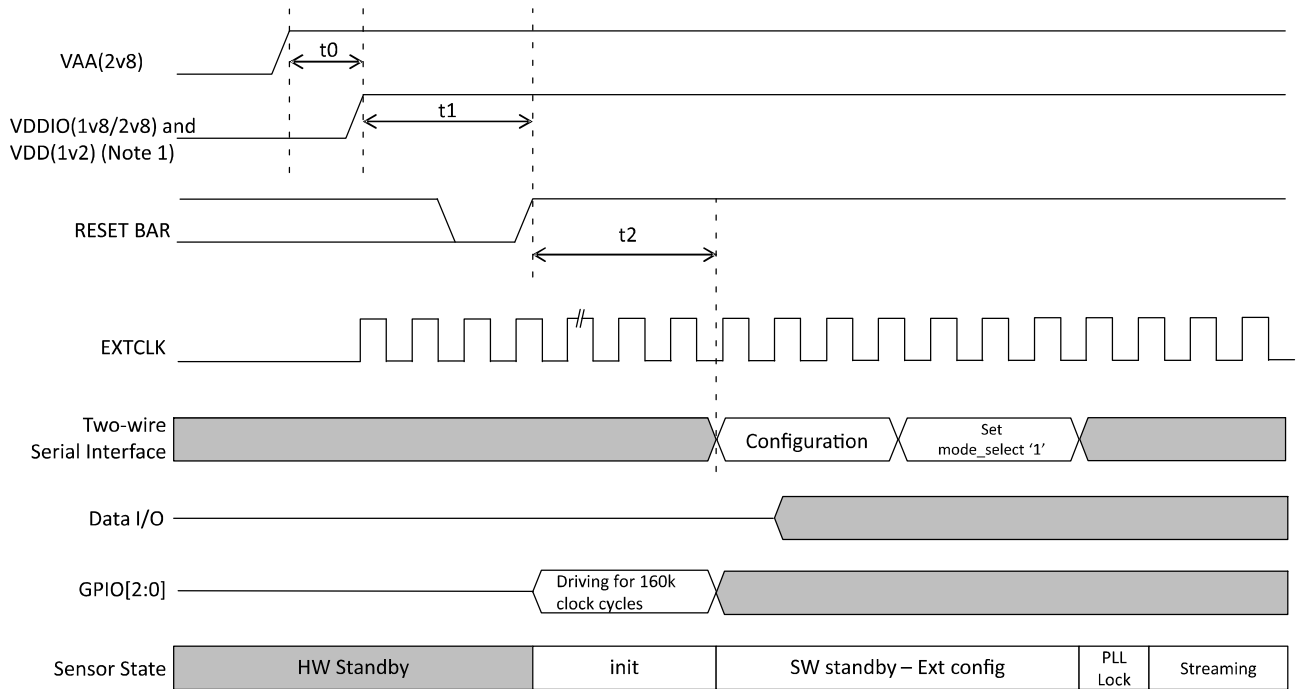 VAA(2v8)
t0
VDDIO(1v8/2v8) and
VDD(1v2) (Note 1)
t1
RESET BAR
t2
EXTCLK
//
Two-wire
Serial Interface
Configuration
Set
mode_select ‘1’
Data I/O
GPIO[2:0]
Driving for 160k
clock cycles
Sensor State
HW Standby
init
SW standby – Ext config
PLL
Lock
Streaming